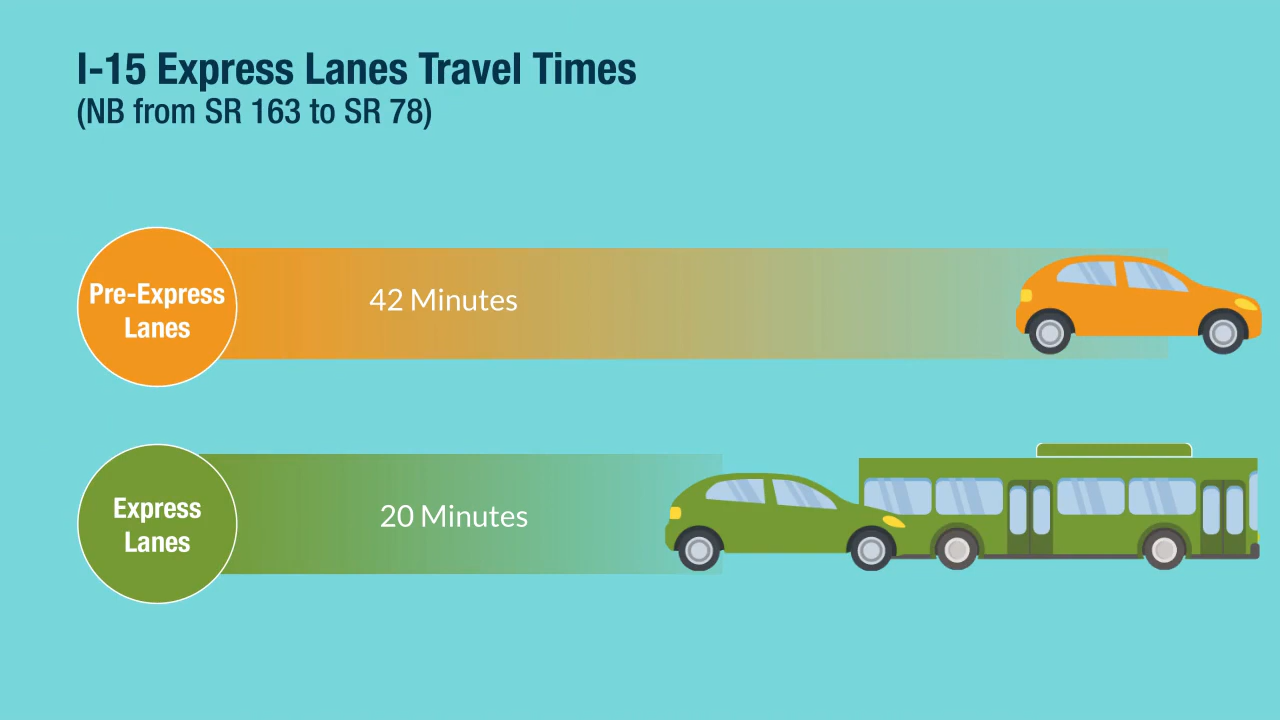 I-15 Express Lanes Travel Times
(NB from SR 163 to SR 78)
Pre-Express
Lanes
42 Minutes
Express
Lanes
20 Minutes